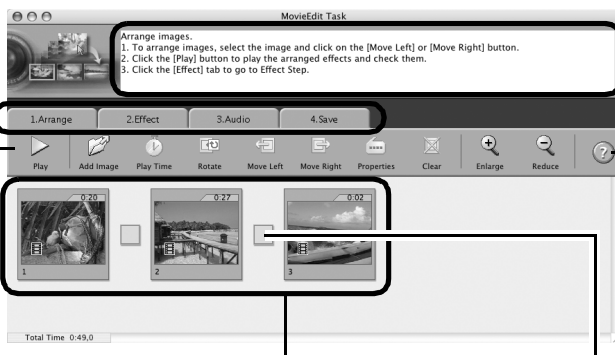 MovieEdit Task
Arrange images.
1. To arrange images, select the image and click on the [Move Left] or [Move Right] button.
2. Click the [Play] button to play the arranged effects and check them.
3. Click the [Effect] tab to go to Effect Step.
1.Arrange 2.Effect 3.Audio 4.Save
Play Add Image Play Time Rotate Move Left Move Right Properties Clear Enlarge Reduce ?
0:20 0:27 0:02
1 2 3
Total Time 0:49,0